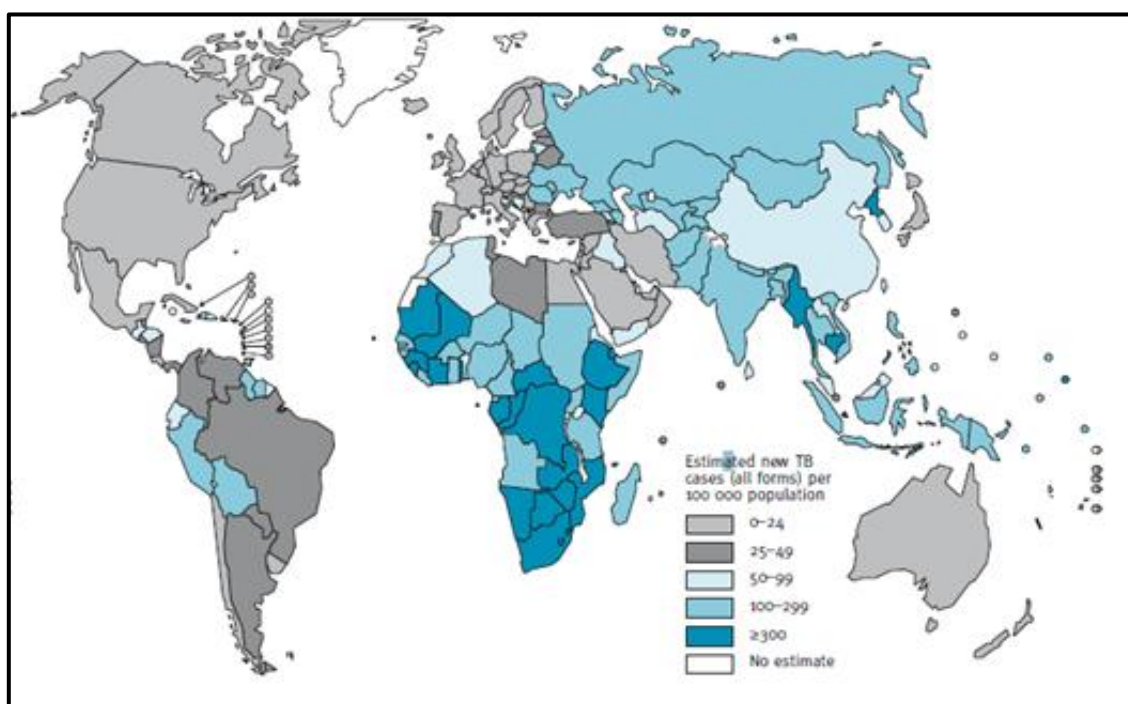 Estimated new TB
cases (all forms) per
100 000 population
0–24
25–49
50–99
100–299
≥300
No estimate